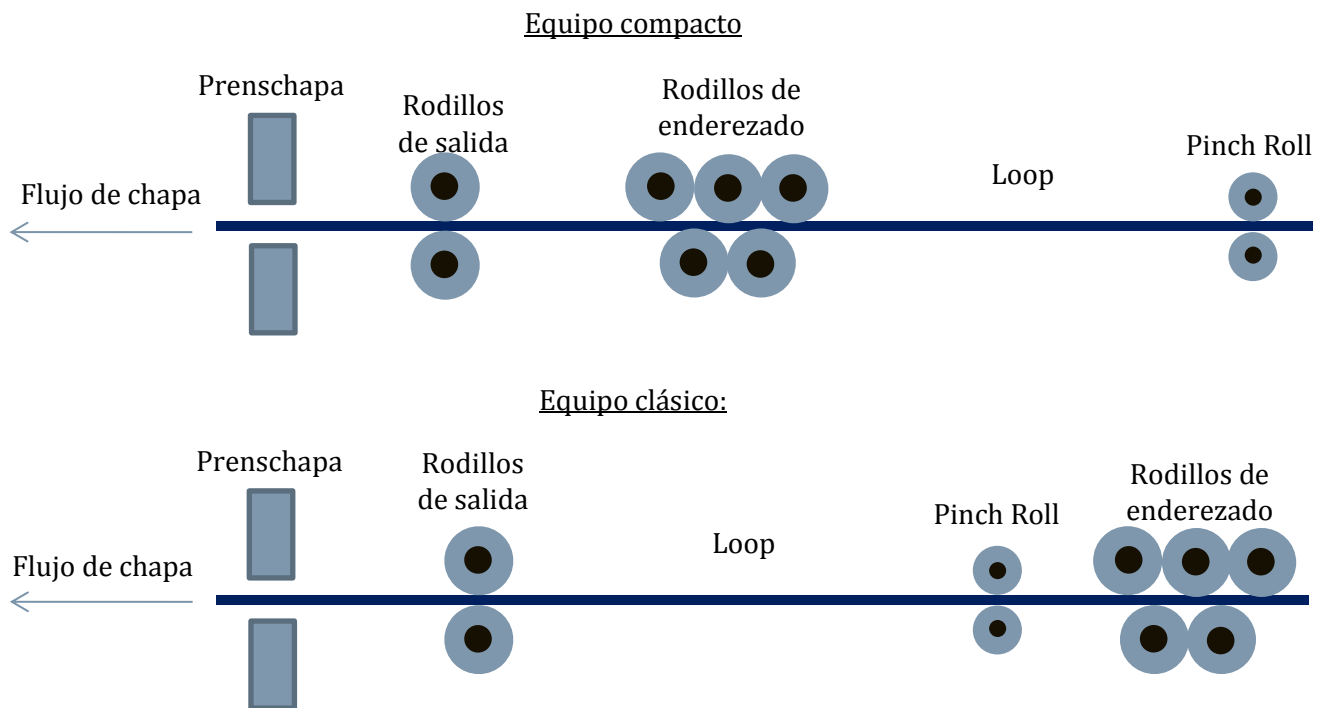 Equipo compacto
Prenschapa
Rodillos
de salida
Rodillos de
enderezado
Loop
Pinch Roll
Flujo de chapa
Equipo clásico:
Prenschapa
Rodillos
de salida
Loop
Pinch Roll
Rodillos de
enderezado
Flujo de chapa